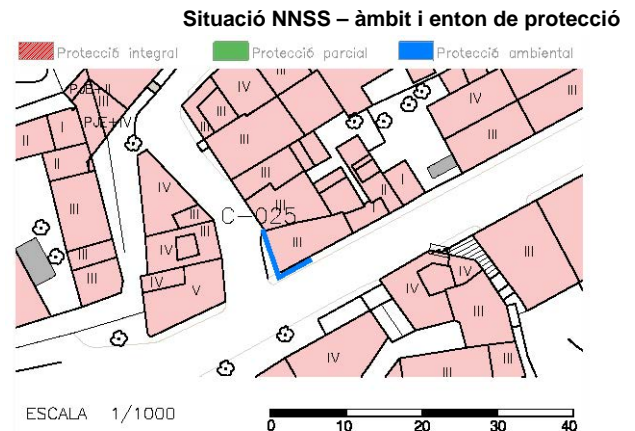 Situació NNSS – àmbit i enton de protecció
Protecció integral Protecció parcial Protecció ambiental
PJE+II
III
PJE+IV
IV
III
IV
III
II
I
II
III
III
III
IV
III
III
IV
IV
V
III
III
III
C-025
III
I
II
I
IV
III
III
IV
IV
III
III
III
IV
ESCALA 1/1000
0 10 20 30 40